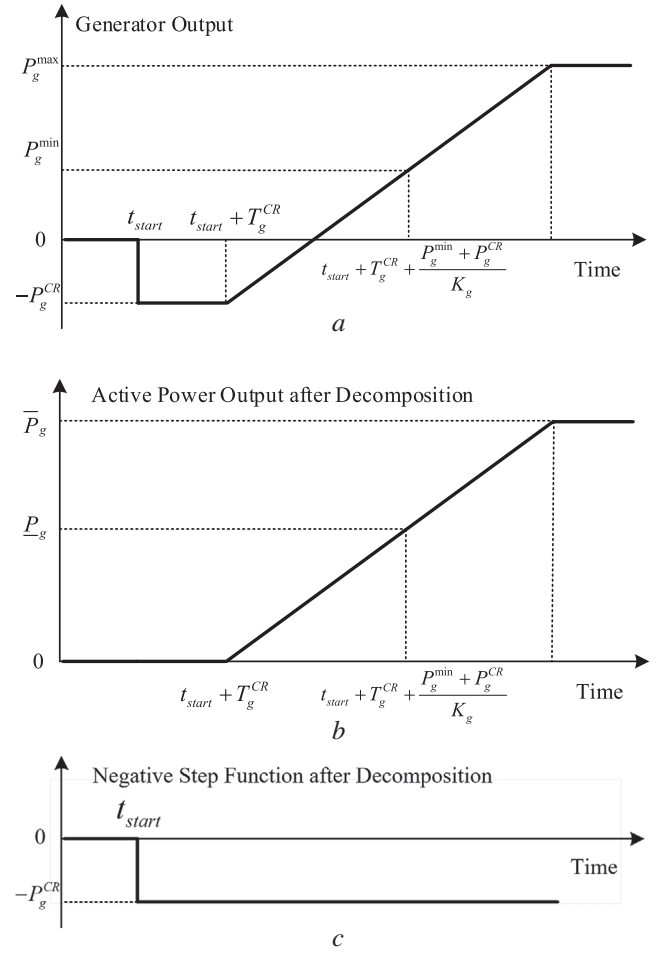 Generator Output
P_g^max
P_g^min
t_start
t_start + T_g^CR
0
t_start + T_g^CR + (P_g^min + P_g^CR) / K_g
Time
−P_g^CR
a
Active Power Output after Decomposition
P̅_g
P̲_g
0
t_start + T_g^CR
t_start + T_g^CR + (P_g^min + P_g^CR) / K_g
Time
b
Negative Step Function after Decomposition
t_start
0
Time
−P_g^CR
c